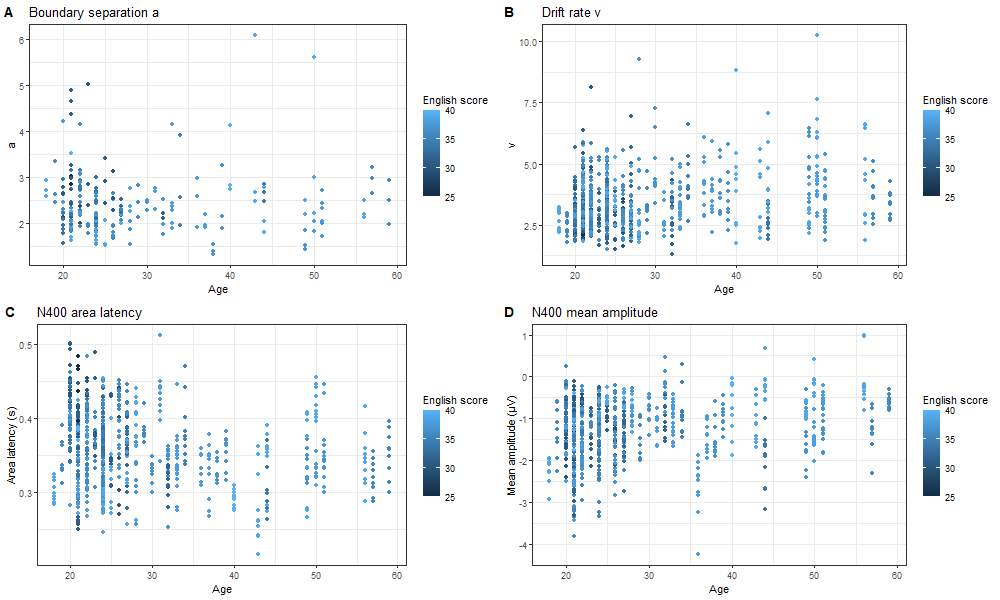 A Boundary separation a
6
5
4
3
2
a
20 30 40 50 60
Age
English score
40
35
30
25
B Drift rate v
10.0
7.5
5.0
2.5
v
20 30 40 50 60
Age
English score
40
35
30
25
C N400 area latency
0.5
0.4
0.3
Area latency (s)
20 30 40 50 60
Age
English score
40
35
30
25
D N400 mean amplitude
1
0
-1
-2
-3
-4
Mean amplitude (µV)
20 30 40 50 60
Age
English score
40
35
30
25